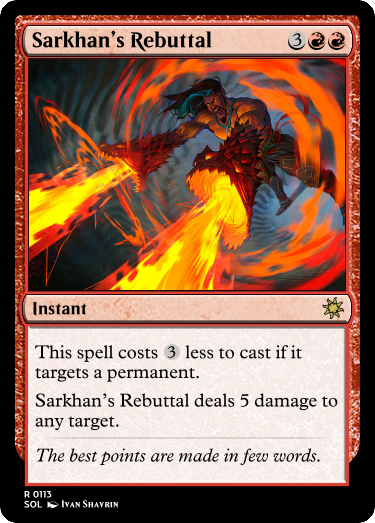 Sarkhan's Rebuttal 3
Instant
This spell costs 3 less to cast if it
targets a permanent.
Sarkhan's Rebuttal deals 5 damage to
any target.
The best points are made in few words.
R 0113
SOL Ivan Shavrin